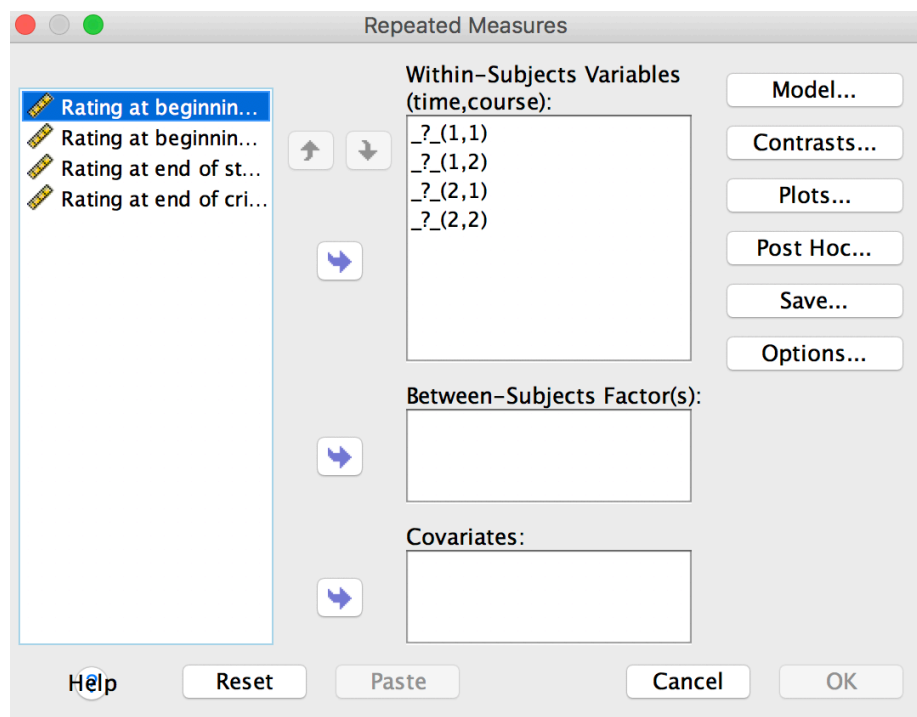 Repeated Measures
Rating at beginnin...
Rating at beginnin...
Rating at end of st...
Rating at end of cri...
Within-Subjects Variables
(time,course):
_?_(1,1)
_?_(1,2)
_?_(2,1)
_?_(2,2)
Between-Subjects Factor(s):
Covariates:
Model...
Contrasts...
Plots...
Post Hoc...
Save...
Options...
Help
Reset
Paste
Cancel
OK